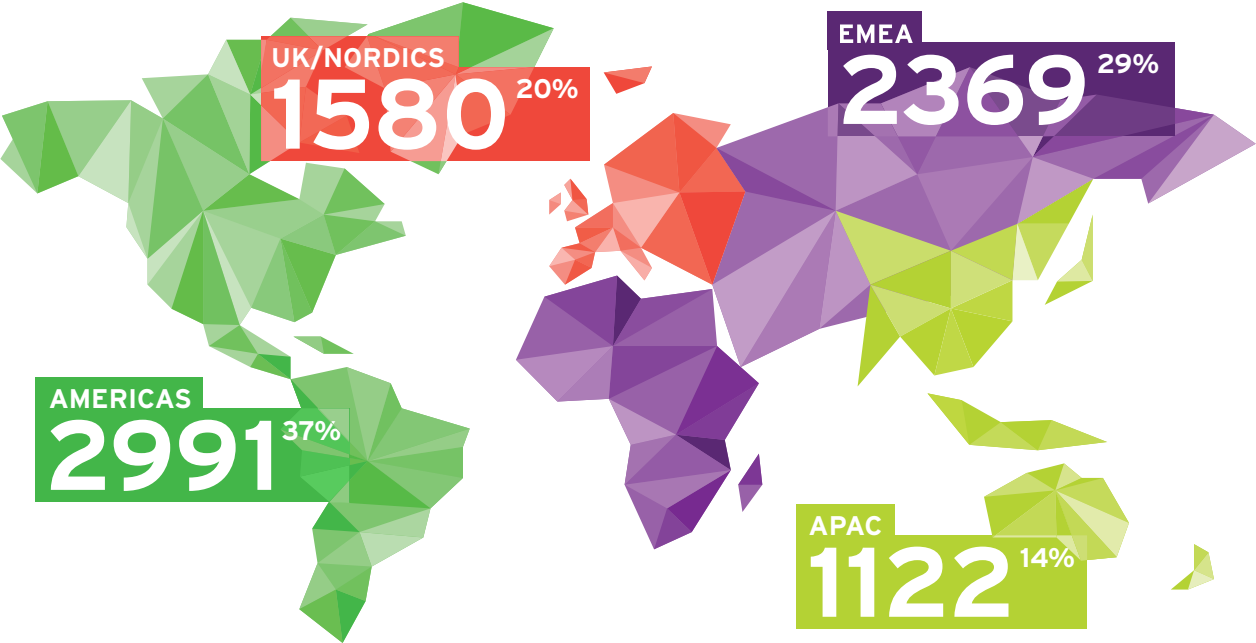 UK/NORDICS
1580 20%
EMEA
2369 29%
AMERICAS
2991 37%
APAC
1122 14%